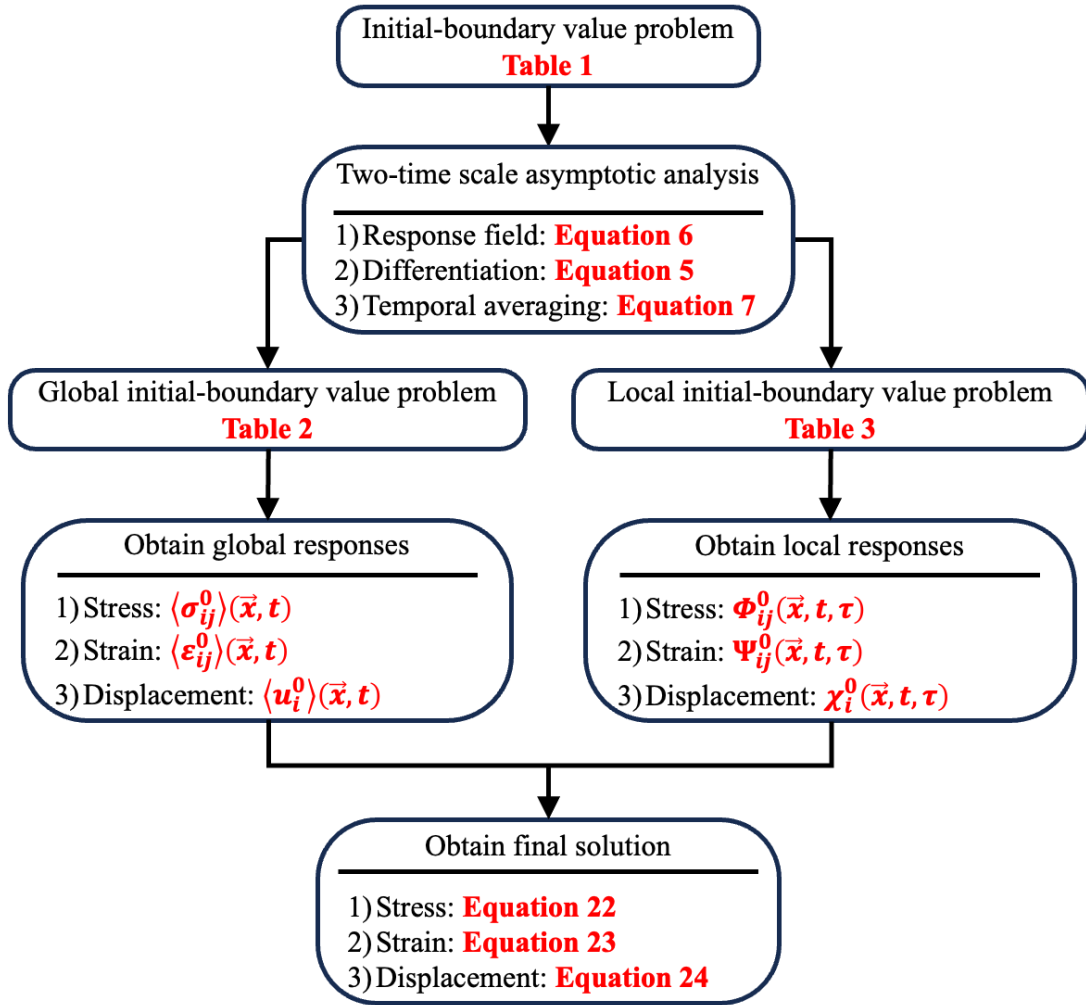 Initial-boundary value problem
Table 1
Two-time scale asymptotic analysis
1) Response field: Equation 6
2) Differentiation: Equation 5
3) Temporal averaging: Equation 7
Global initial-boundary value problem
Table 2
Local initial-boundary value problem
Table 3
Obtain global responses
1) Stress: ⟨σ⁰ᵢⱼ⟩(x⃗, t)
2) Strain: ⟨ε⁰ᵢⱼ⟩(x⃗, t)
3) Displacement: ⟨u⁰ᵢ⟩(x⃗, t)
Obtain local responses
1) Stress: Φ⁰ᵢⱼ(x⃗, t, τ)
2) Strain: Ψ⁰ᵢⱼ(x⃗, t, τ)
3) Displacement: χ⁰ᵢ(x⃗, t, τ)
Obtain final solution
1) Stress: Equation 22
2) Strain: Equation 23
3) Displacement: Equation 24